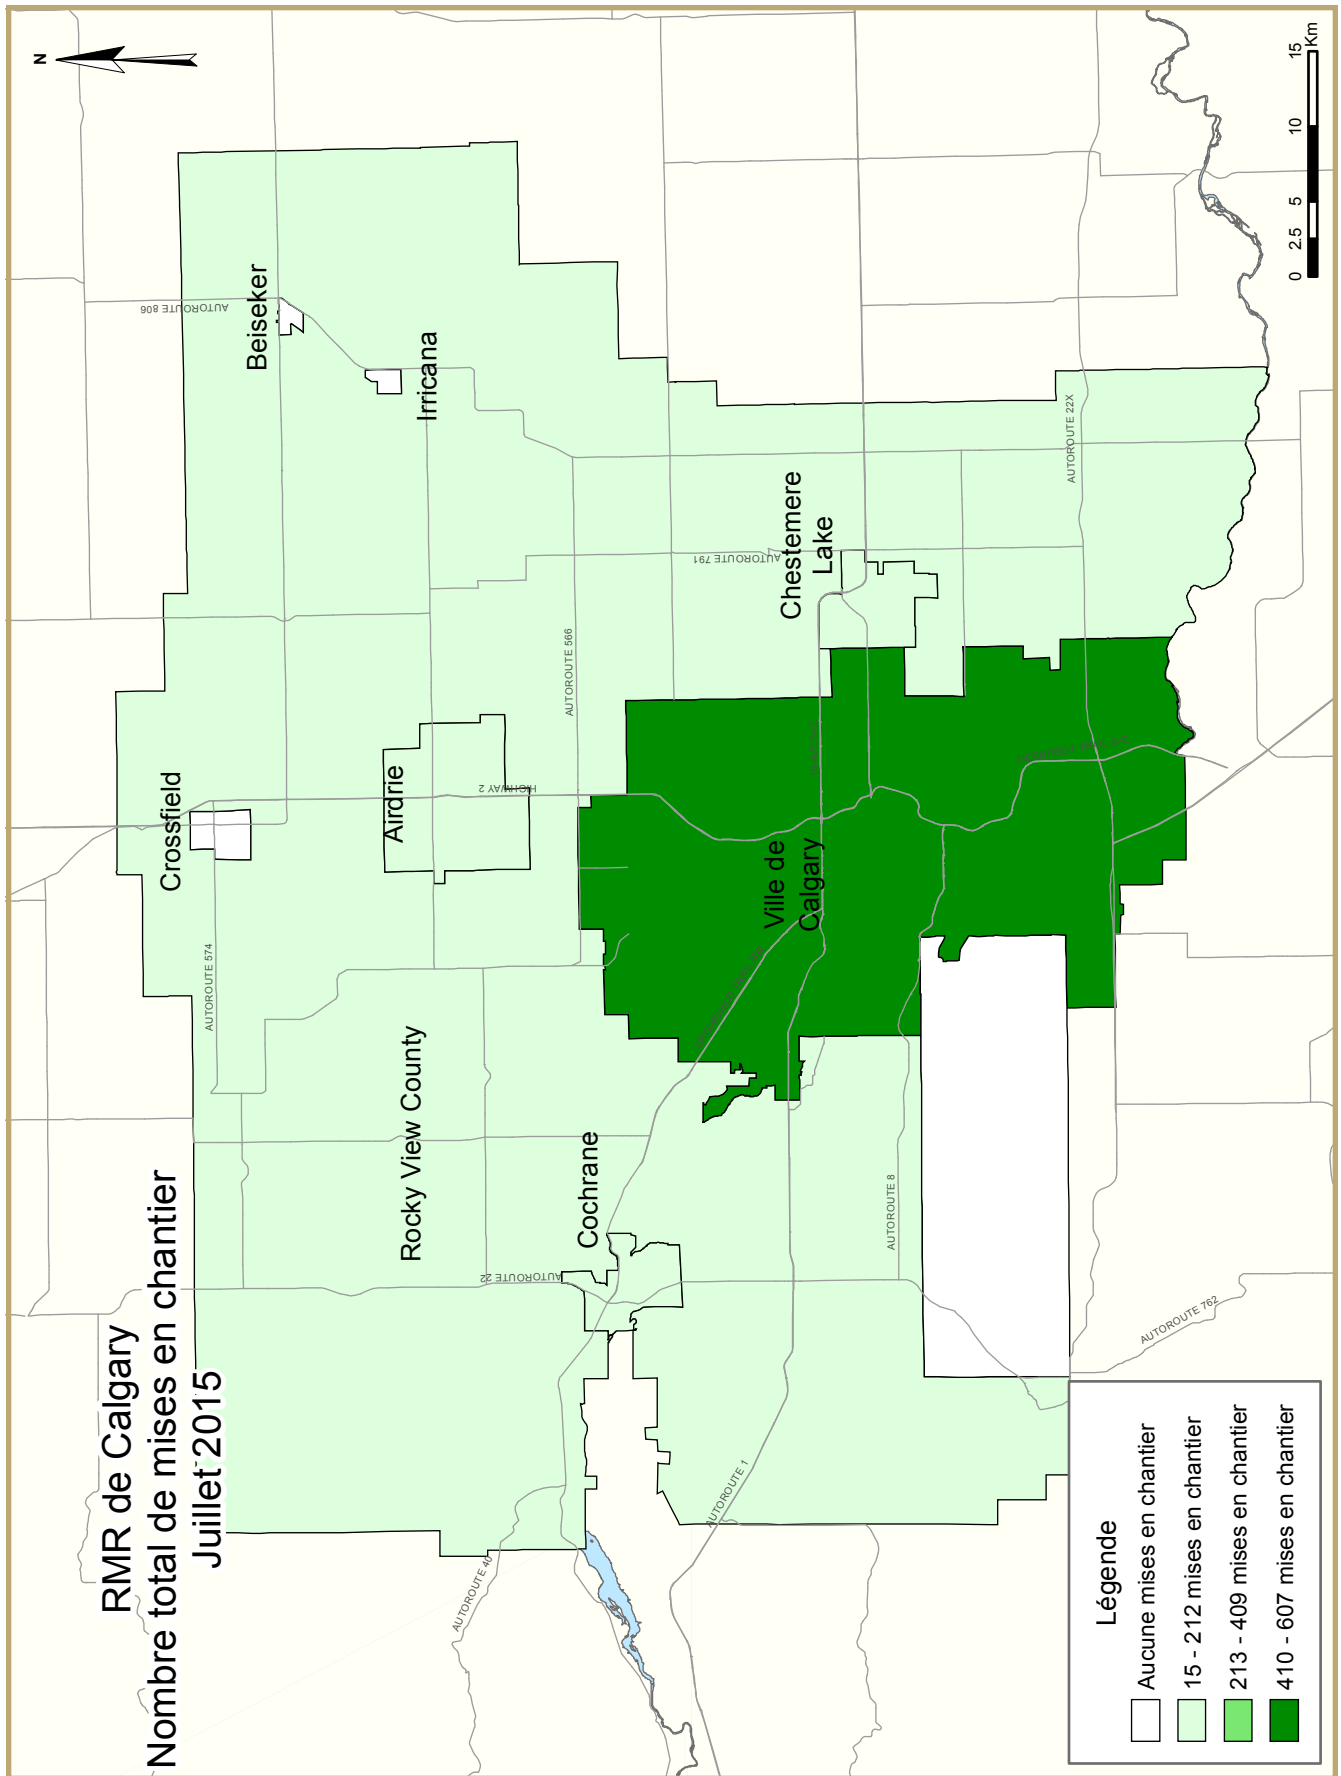 RMR de Calgary
Nombre total de mises en chantier
Juillet 2015
N
Crossfield
Beiseker
Irricana
Airdrie
Rocky View County
Cochrane
Chestemere
Lake
Ville de
Calgary
AUTOROUTE 806
AUTOROUTE 574
AUTOROUTE 566
AUTOROUTE 791
HIGHWAY 2
AUTOROUTE 22
AUTOROUTE 40
AUTOROUTE 1
AUTOROUTE 8
AUTOROUTE 22X
AUTOROUTE 762
Légende
Aucune mises en chantier
15 - 212 mises en chantier
213 - 409 mises en chantier
410 - 607 mises en chantier
0 2.5 5 10 15
Km